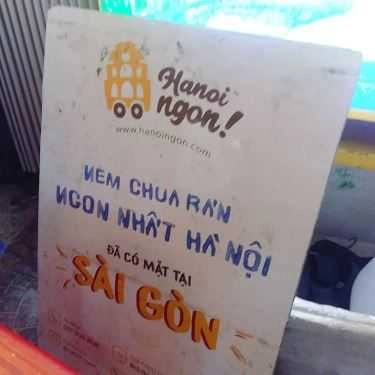 Hanoi
ngon!
www.hanoingon.com
NEM CHUA RÁN
NGON NHẤT HÀ NỘI
ĐÃ CÓ MẶT TẠI
SÀI GÒN